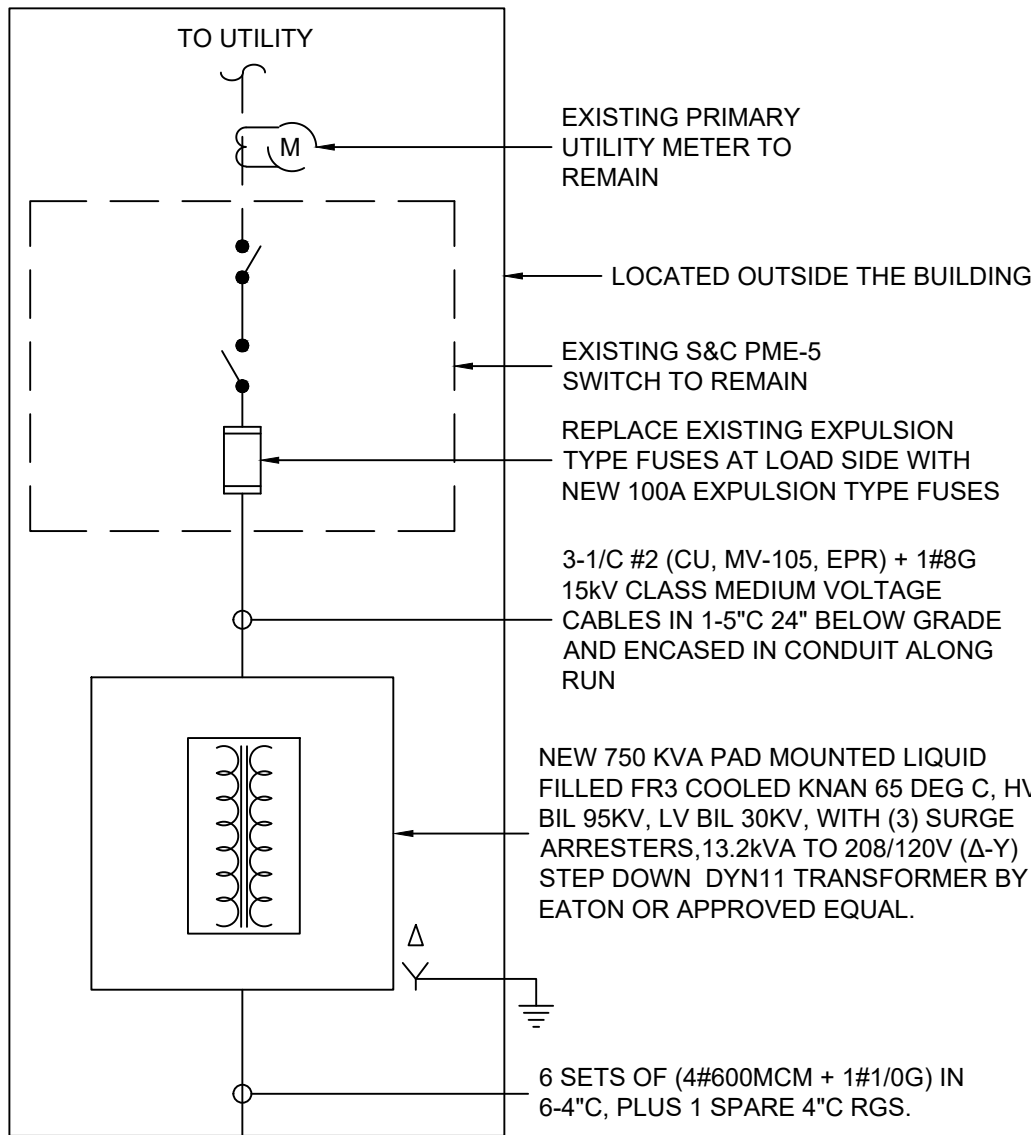 TO UTILITY
M
EXISTING PRIMARY
UTILITY METER TO
REMAIN
LOCATED OUTSIDE THE BUILDING
EXISTING S&C PME-5
SWITCH TO REMAIN
REPLACE EXISTING EXPULSION
TYPE FUSES AT LOAD SIDE WITH
NEW 100A EXPULSION TYPE FUSES
3-1/C #2 (CU, MV-105, EPR) + 1#8G
15kV CLASS MEDIUM VOLTAGE
CABLES IN 1-5"C 24" BELOW GRADE
AND ENCASED IN CONDUIT ALONG
RUN
NEW 750 KVA PAD MOUNTED LIQUID
FILLED FR3 COOLED KNAN 65 DEG C, HV
BIL 95KV, LV BIL 30KV, WITH (3) SURGE
ARRESTERS,13.2kVA TO 208/120V (Δ-Y)
STEP DOWN DYN11 TRANSFORMER BY
EATON OR APPROVED EQUAL.
Δ
6 SETS OF (4#600MCM + 1#1/0G) IN
6-4"C, PLUS 1 SPARE 4"C RGS.